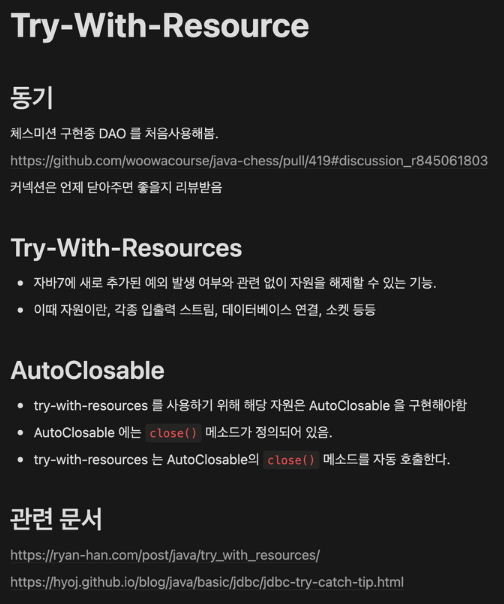 Try-With-Resource
동기
체스미션 구현중 DAO 를 처음사용해봄.
https://github.com/woowacourse/java-chess/pull/419#discussion_r845061803
커넥션은 언제 닫아주면 좋을지 리뷰받음
Try-With-Resources
• 자바7에 새로 추가된 예외 발생 여부와 관련 없이 자원을 해제할 수 있는 기능.
• 이때 자원이란, 각종 입출력 스트림, 데이터베이스 연결, 소켓 등등
AutoClosable
• try-with-resources 를 사용하기 위해 해당 자원은 AutoClosable 을 구현해야함
• AutoClosable 에는 close() 메소드가 정의되어 있음.
• try-with-resources 는 AutoClosable의 close() 메소드를 자동 호출한다.
관련 문서
https://ryan-han.com/post/java/try_with_resources/
https://hyoj.github.io/blog/java/basic/jdbc/jdbc-try-catch-tip.html